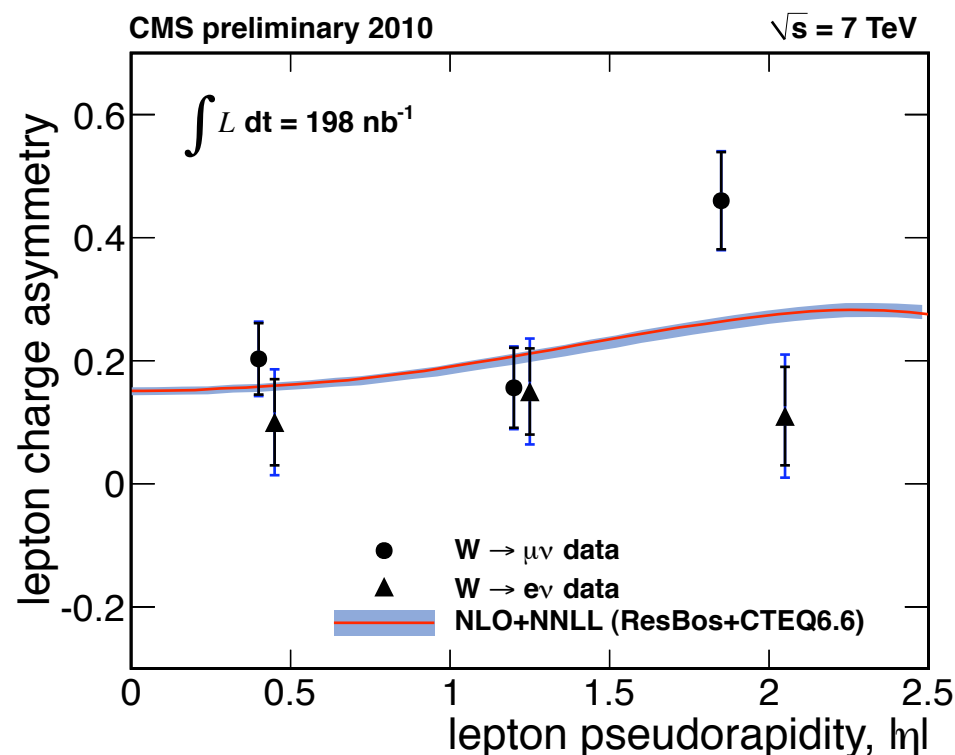 CMS preliminary 2010
√s = 7 TeV
∫ L dt = 198 nb⁻¹
lepton charge asymmetry
0.6
0.4
0.2
0
-0.2
W → μν data
W → eν data
NLO+NNLL (ResBos+CTEQ6.6)
0 0.5 1 1.5 2 2.5
lepton pseudorapidity, |η|